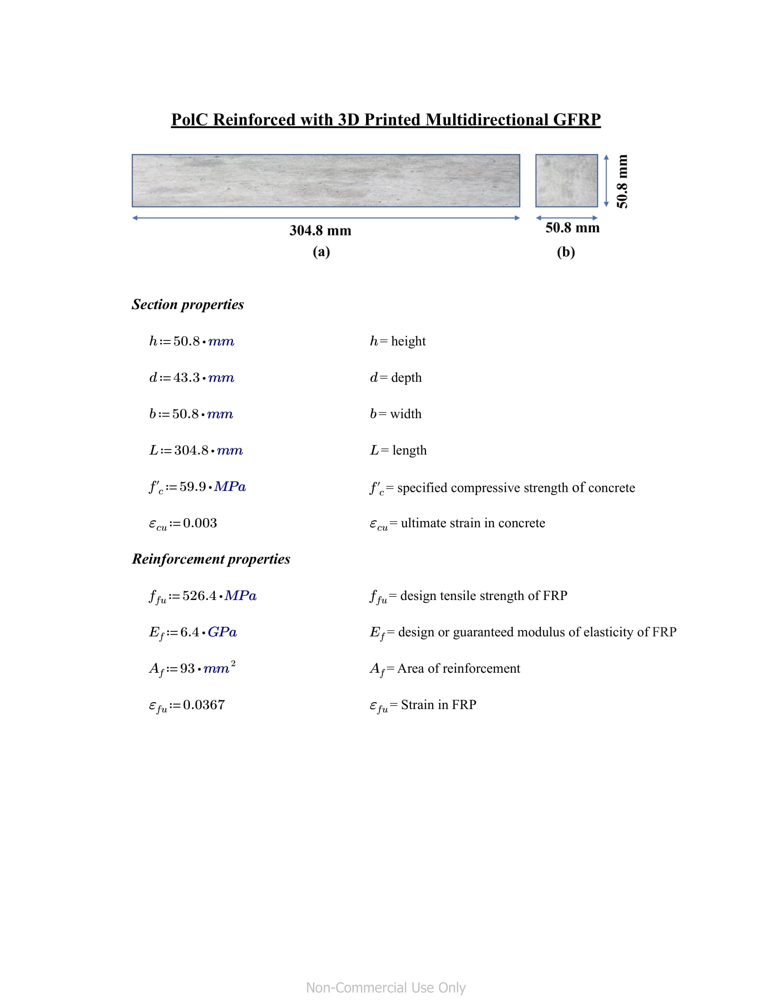 PolC Reinforced with 3D Printed Multidirectional GFRP
50.8 mm
304.8 mm
50.8 mm
(a)
(b)
Section properties
h := 50.8 • mm h = height
d := 43.3 • mm d = depth
b := 50.8 • mm b = width
L := 304.8 • mm L = length
f'c := 59.9 • MPa f'c = specified compressive strength of concrete
εcu := 0.003 εcu = ultimate strain in concrete
Reinforcement properties
ffu := 526.4 • MPa ffu = design tensile strength of FRP
Ef := 6.4 • GPa Ef = design or guaranteed modulus of elasticity of FRP
Af := 93 • mm² Af = Area of reinforcement
εfu := 0.0367 εfu = Strain in FRP
Non-Commercial Use Only